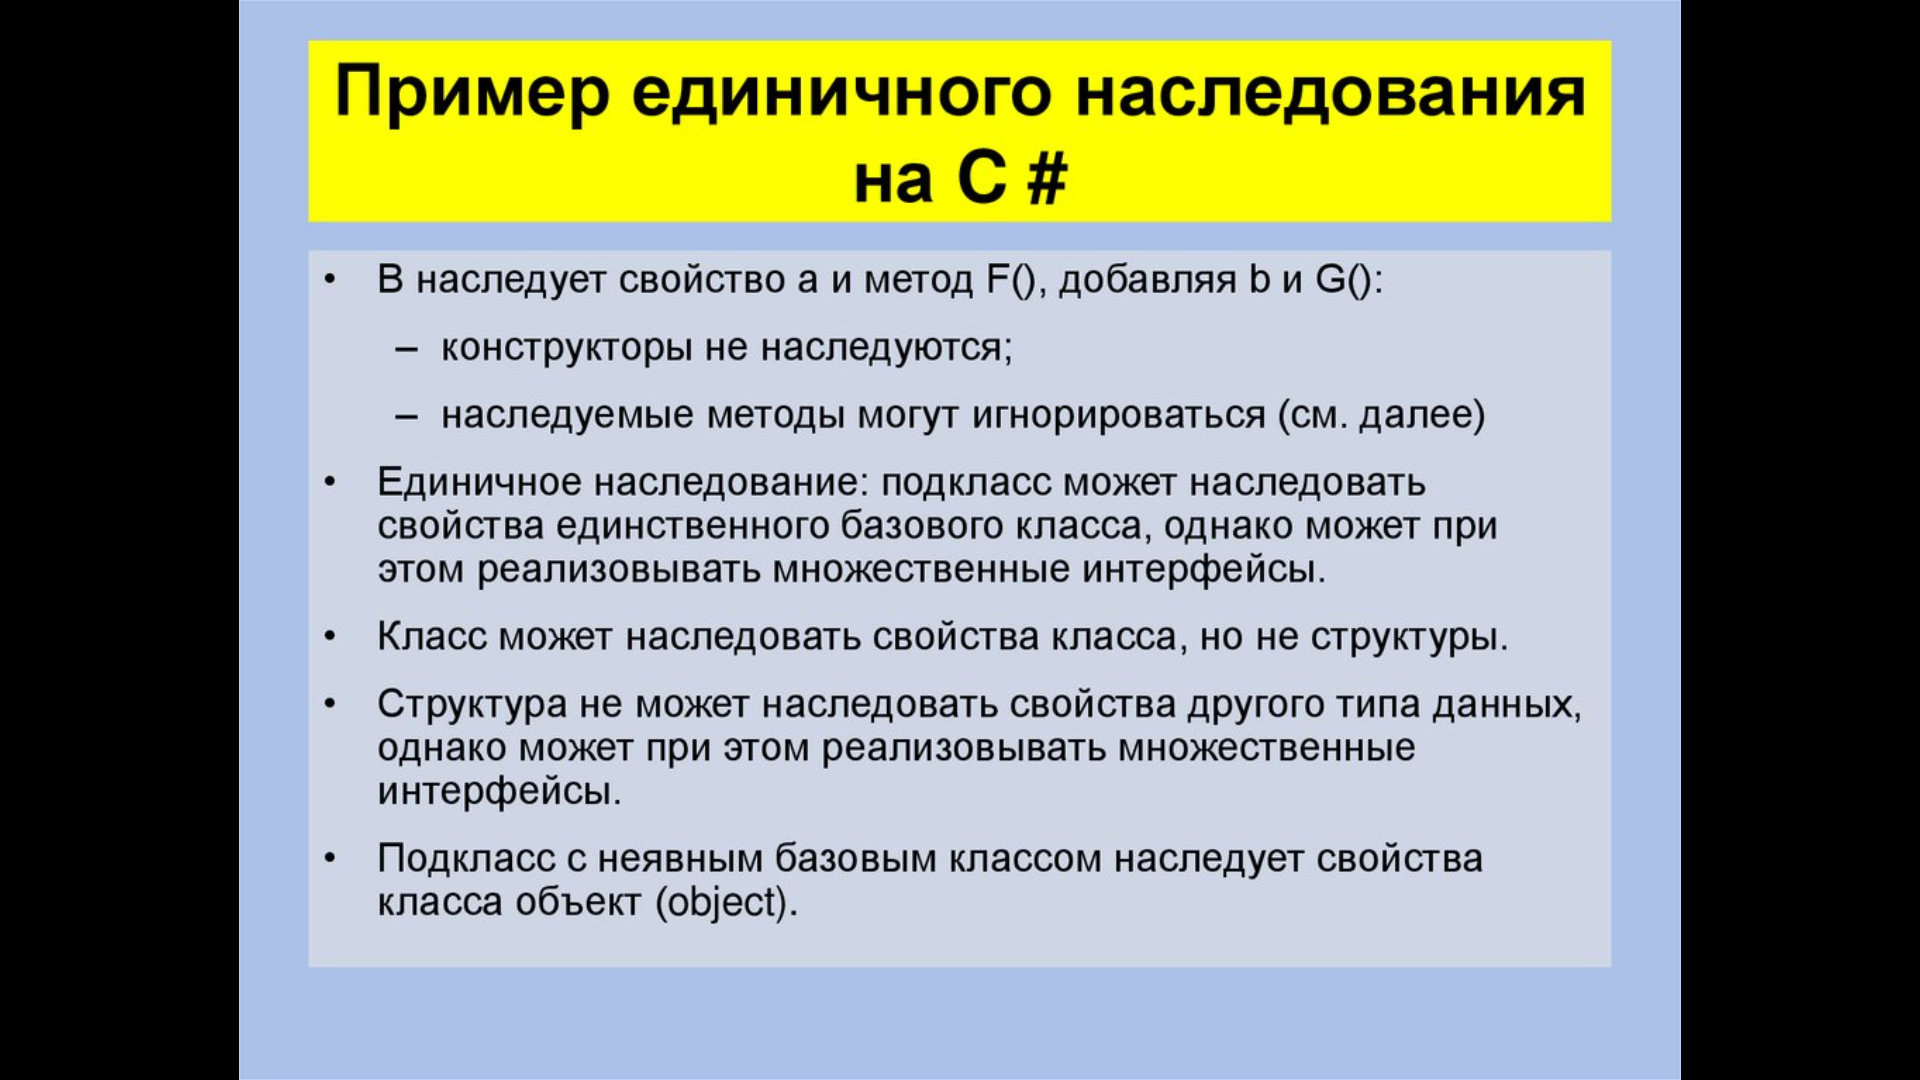 Пример единичного наследования
на C #
• B наследует свойство a и метод F(), добавляя b и G():
– конструкторы не наследуются;
– наследуемые методы могут игнорироваться (см. далее)
• Единичное наследование: подкласс может наследовать
свойства единственного базового класса, однако может при
этом реализовывать множественные интерфейсы.
• Класс может наследовать свойства класса, но не структуры.
• Структура не может наследовать свойства другого типа данных,
однако может при этом реализовывать множественные
интерфейсы.
• Подкласс с неявным базовым классом наследует свойства
класса объект (object).